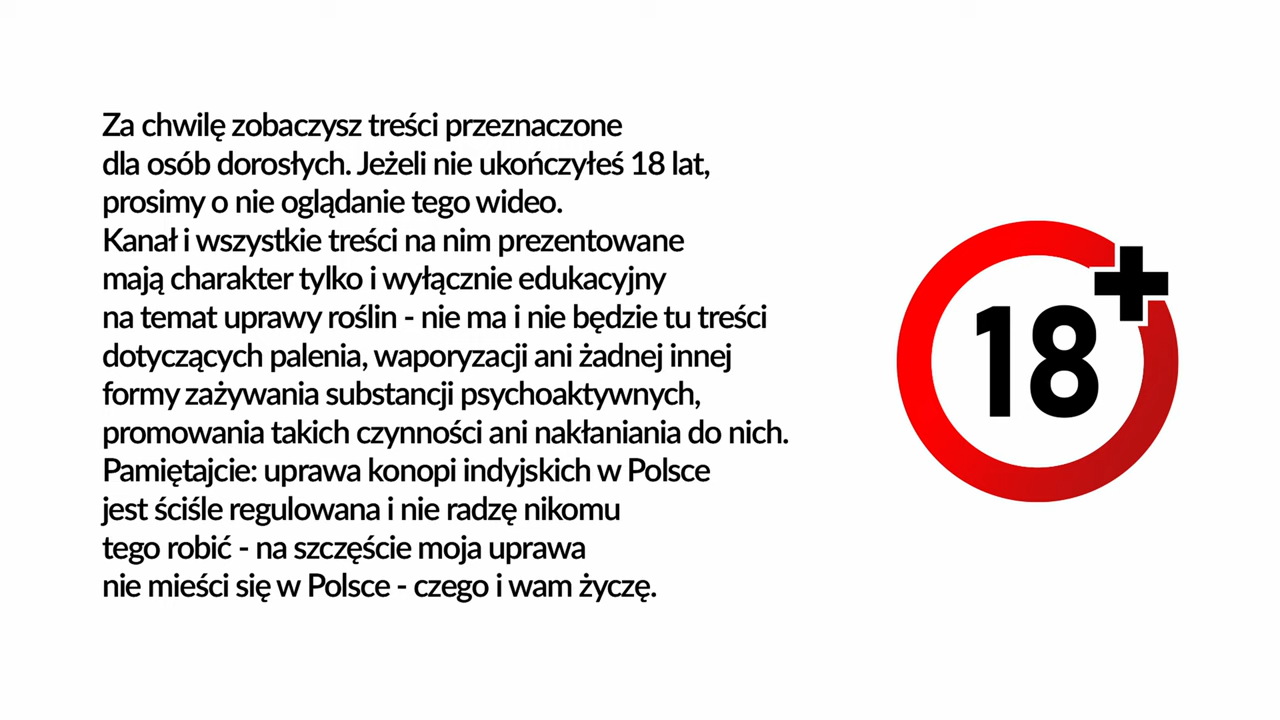 Za chwilę zobaczysz treści przeznaczone
dla osób dorosłych. Jeżeli nie ukończyłeś 18 lat,
prosimy o nie oglądanie tego wideo.
Kanał i wszystkie treści na nim prezentowane
mają charakter tylko i wyłącznie edukacyjny
na temat uprawy roślin - nie ma i nie będzie tu treści
dotyczących palenia, waporyzacji ani żadnej innej
formy zażywania substancji psychoaktywnych,
promowania takich czynności ani nakłaniania do nich.
Pamiętajcie: uprawa konopi indyjskich w Polsce
jest ściśle regulowana i nie radzę nikomu
tego robić - na szczęście moja uprawa
nie mieści się w Polsce - czego i wam życzę.
18+